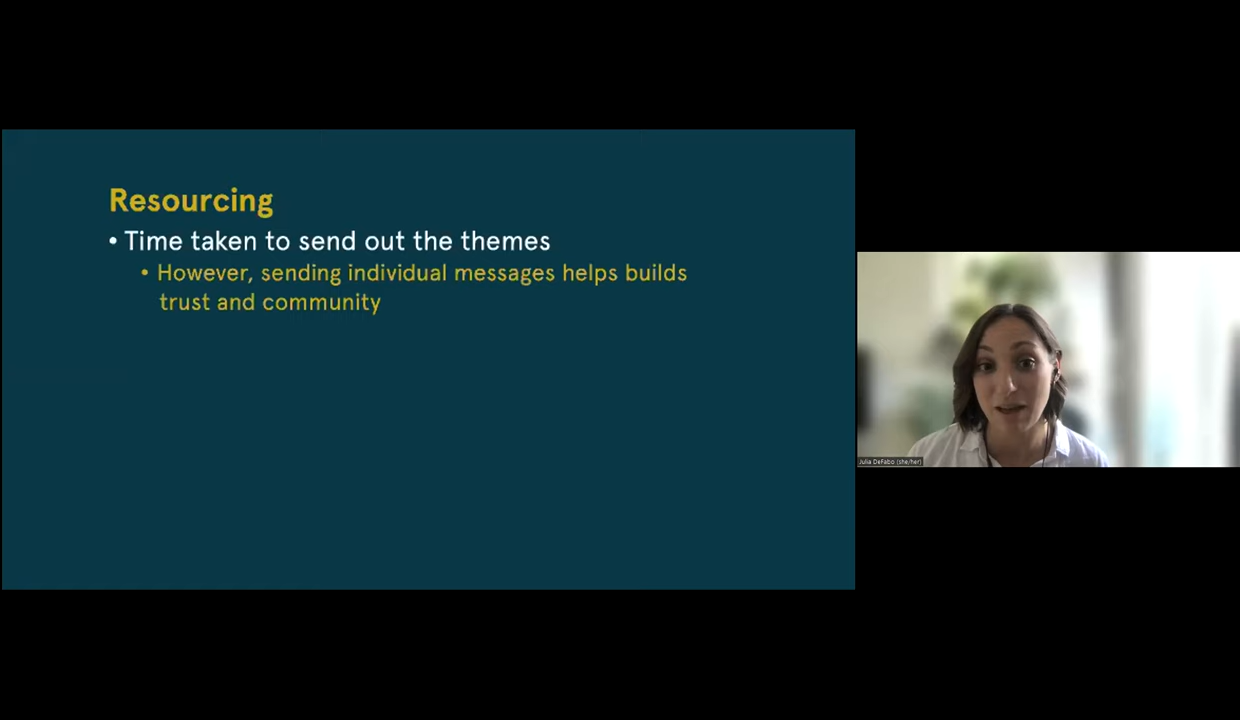 Resourcing
• Time taken to send out the themes
• However, sending individual messages helps builds
trust and community
Julia DeFabo (she/her)